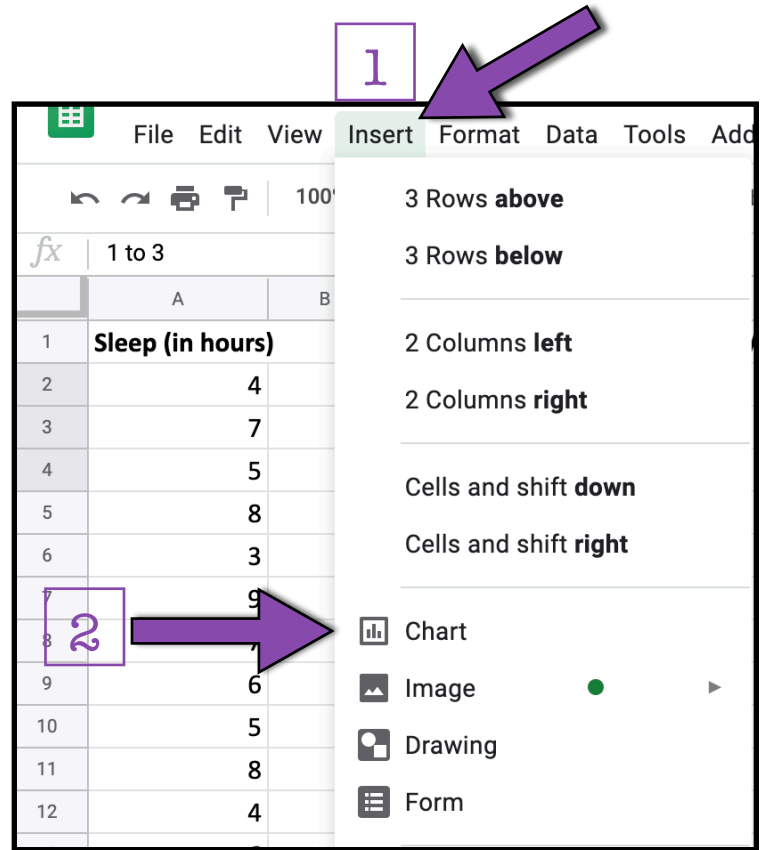 1
File Edit View Insert Format Data Tools Add
100%
fx 1 to 3
A B
1 Sleep (in hours)
2 4
3 7
4 5
5 8
6 3
7 9
8 7
9 6
10 5
11 8
12 4
2
3 Rows above
3 Rows below
2 Columns left
2 Columns right
Cells and shift down
Cells and shift right
Chart
Image
Drawing
Form